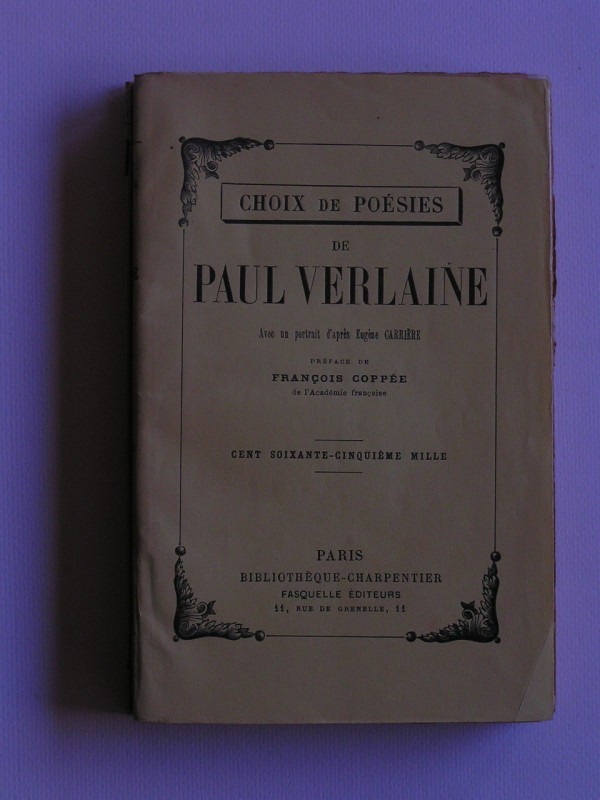 CHOIX DE POÉSIES
DE
PAUL VERLAINE
Avec un portrait d'après Eugène CARRIÈRE
PRÉFACE DE
FRANÇOIS COPPÉE
de l'Académie française
CENT SOIXANTE-CINQUIÈME MILLE
PARIS
BIBLIOTHÈQUE-CHARPENTIER
FASQUELLE ÉDITEURS
11, RUE DE GRENELLE, 11